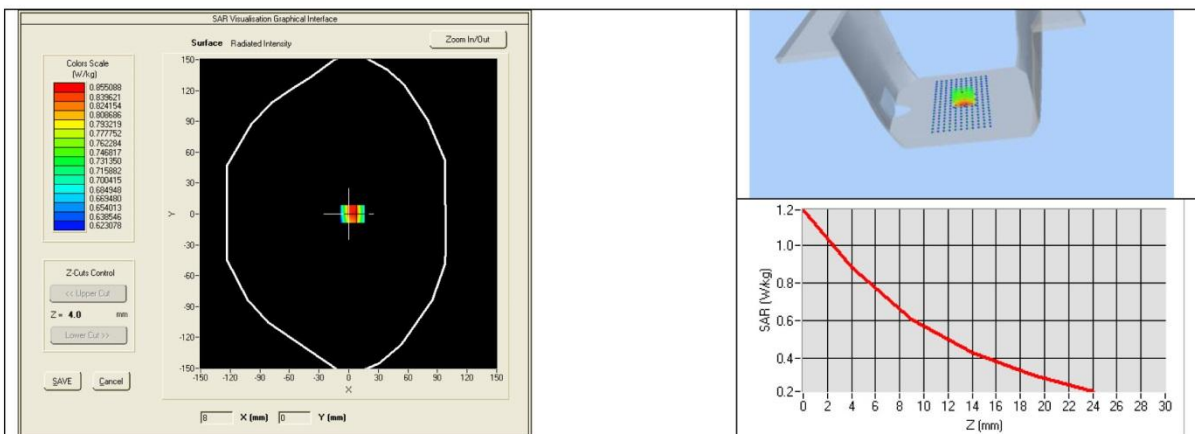 SAR Visualisation Graphical Interface
Surface Radiated Intensity
Zoom In/Out
Colors Scale
(W/kg)
0.855088
0.839621
0.824154
0.808686
0.793219
0.777752
0.762284
0.746817
0.731350
0.715882
0.700415
0.684948
0.669480
0.654013
0.638546
0.623078
Z-Cuts Control
<< Upper Cut
Z = 4.0 mm
Lower Cut >>
SAVE Cancel
150-
120-
90-
60-
30-
0-
-30-
-60-
-90-
-120-
-150-
Y
-150 -120 -90 -60 -30 0 30 60 90 120 150
X
8 X (mm) 0 Y (mm)
1.2
1.0
0.8
0.6
0.4
0.2
SAR (W/kg)
0 2 4 6 8 10 12 14 16 18 20 22 24 26 28 30
Z (mm)